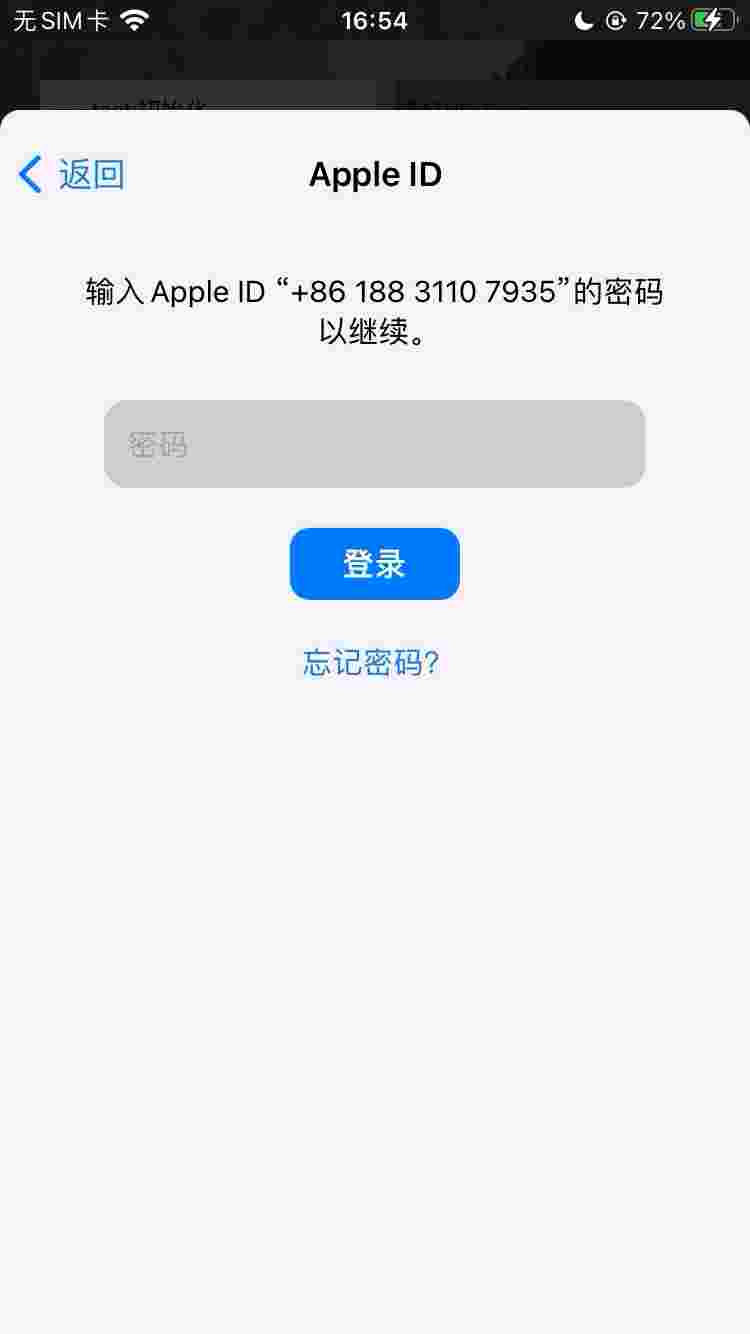 无 SIM 卡 16:54 72%
返回 Apple ID
输入 Apple ID “+86 188 3110 7935”的密码
以继续。
密码
登录
忘记密码?